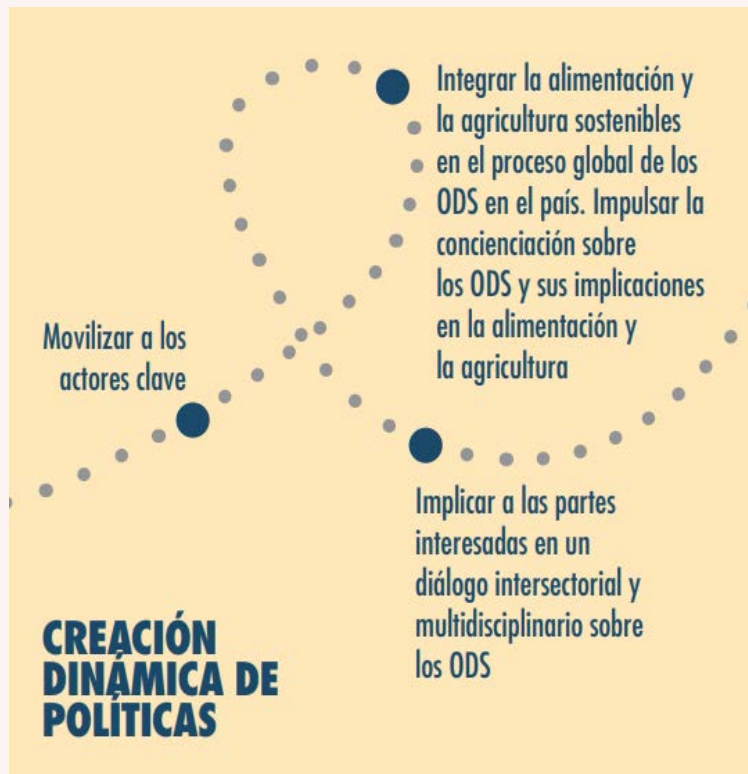 Integrar la alimentación y
la agricultura sostenibles
en el proceso global de los
ODS en el país. Impulsar la
concienciación sobre
los ODS y sus implicaciones
en la alimentación y
la agricultura
Movilizar a los
actores clave
Implicar a las partes
interesadas en un
diálogo intersectorial y
multidisciplinario sobre
los ODS
CREACIÓN
DINÁMICA DE
POLÍTICAS